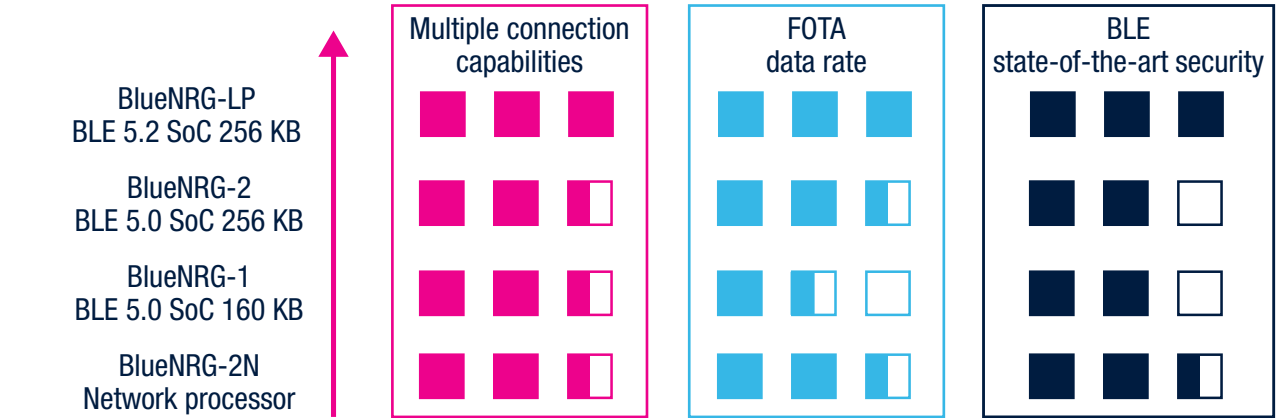 Multiple connection
capabilities
FOTA
data rate
BLE
state-of-the-art security
BlueNRG-LP
BLE 5.2 SoC 256 KB
BlueNRG-2
BLE 5.0 SoC 256 KB
BlueNRG-1
BLE 5.0 SoC 160 KB
BlueNRG-2N
Network processor